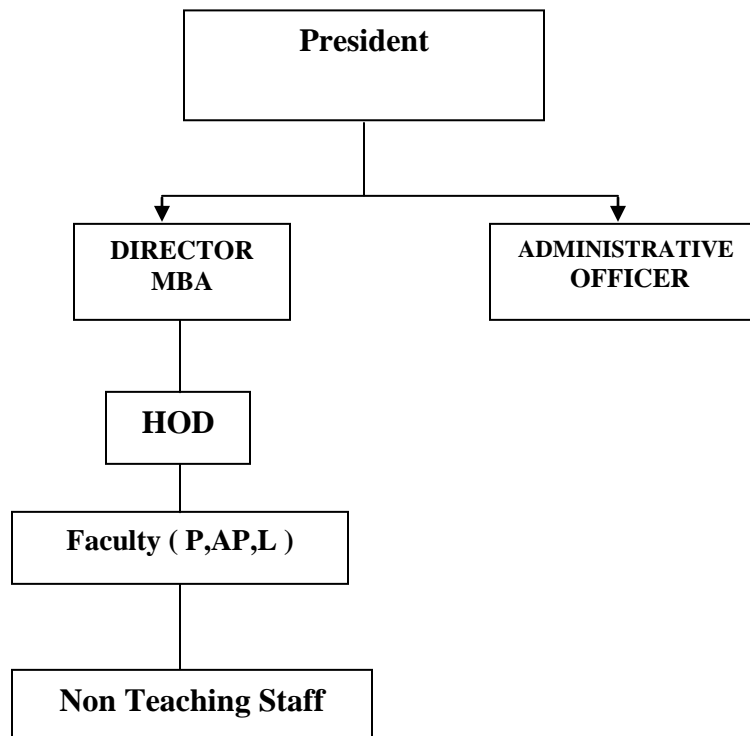 President
DIRECTOR
MBA
ADMINISTRATIVE
OFFICER
HOD
Faculty ( P,AP,L )
Non Teaching Staff